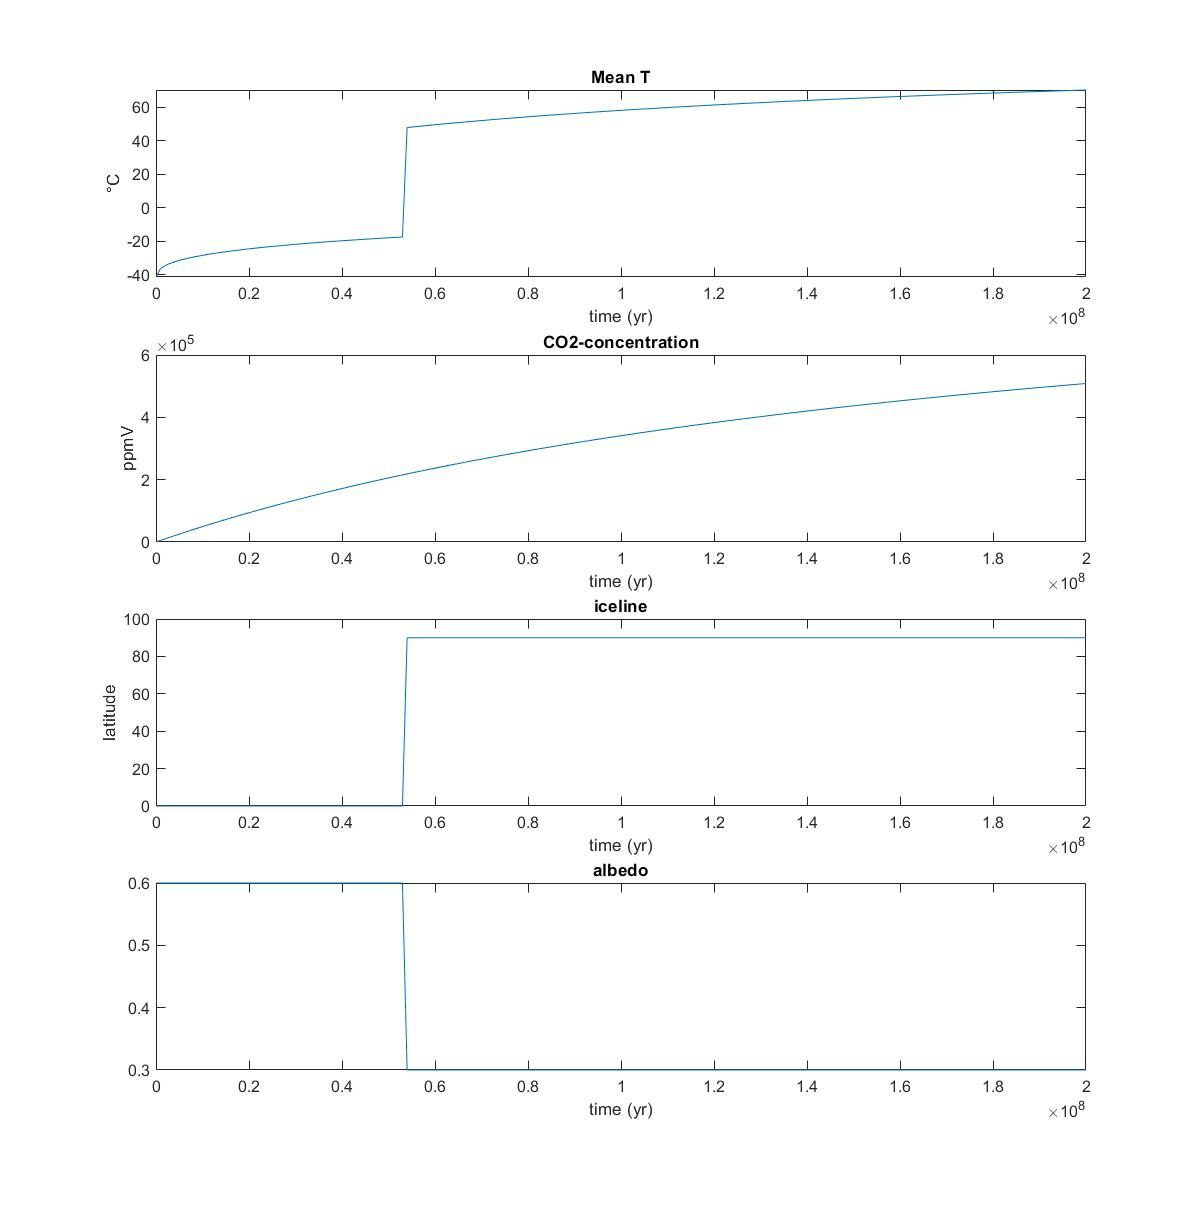 Mean T
60
40
20
0
-20
-40
°C
0 0.2 0.4 0.6 0.8 1 1.2 1.4 1.6 1.8 2
time (yr)
×10^8
CO2-concentration
×10^5
6
4
2
0
ppmV
0 0.2 0.4 0.6 0.8 1 1.2 1.4 1.6 1.8 2
time (yr)
×10^8
iceline
100
80
60
40
20
0
latitude
0 0.2 0.4 0.6 0.8 1 1.2 1.4 1.6 1.8 2
time (yr)
×10^8
albedo
0.6
0.5
0.4
0.3
0 0.2 0.4 0.6 0.8 1 1.2 1.4 1.6 1.8 2
time (yr)
×10^8